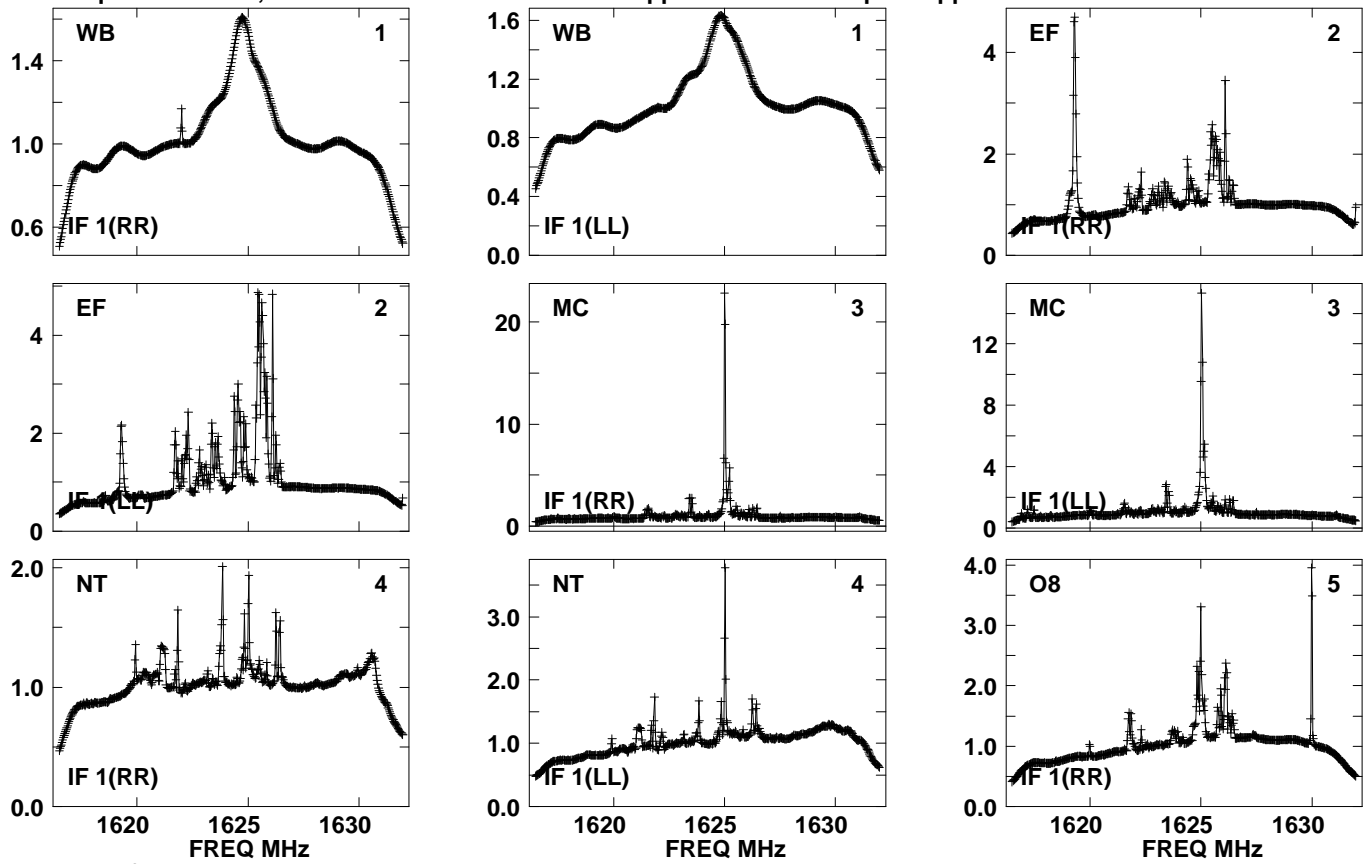 WB 1
1.4
1.0
0.6
IF 1(RR)
WB 1
1.6
1.2
0.8
0.4
0.0
IF 1(LL)
EF 2
4
2
0
IF 1(RR)
EF 2
4
2
0
IF 1(LL)
MC 3
20
10
0
IF 1(RR)
MC 3
12
8
4
0
IF 1(LL)
NT 4
2.0
1.0
0.0
IF 1(RR)
1620 1625 1630
FREQ MHz
NT 4
3.0
2.0
1.0
0.0
IF 1(LL)
1620 1625 1630
FREQ MHz
O8 5
4.0
3.0
2.0
1.0
0.0
IF 1(RR)
1620 1625 1630
FREQ MHz